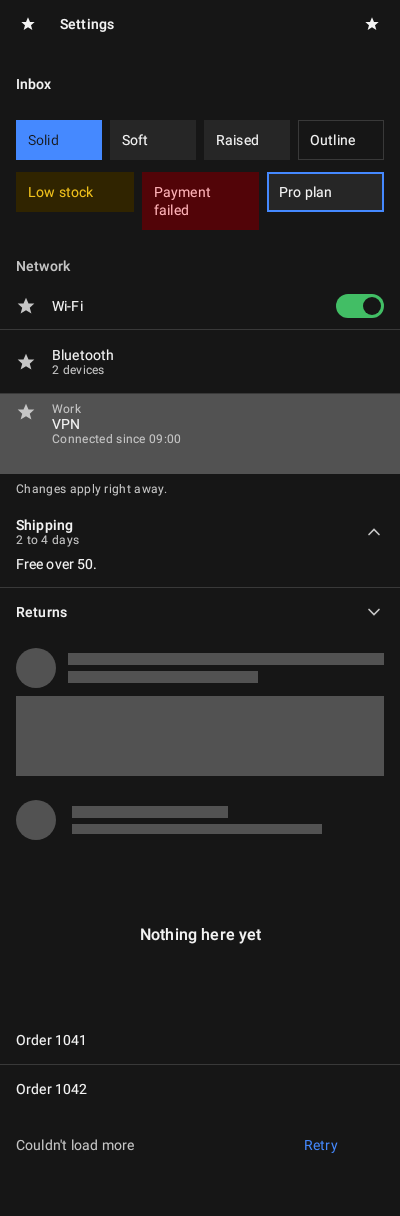 Settings
Inbox
Solid
Soft
Raised
Outline
Low stock
Payment
failed
Pro plan
Network
Wi-Fi
Bluetooth
2 devices
Work
VPN
Connected since 09:00
Changes apply right away.
Shipping
2 to 4 days
Free over 50.
Returns
Nothing here yet
Order 1041
Order 1042
Couldn't load more
Retry